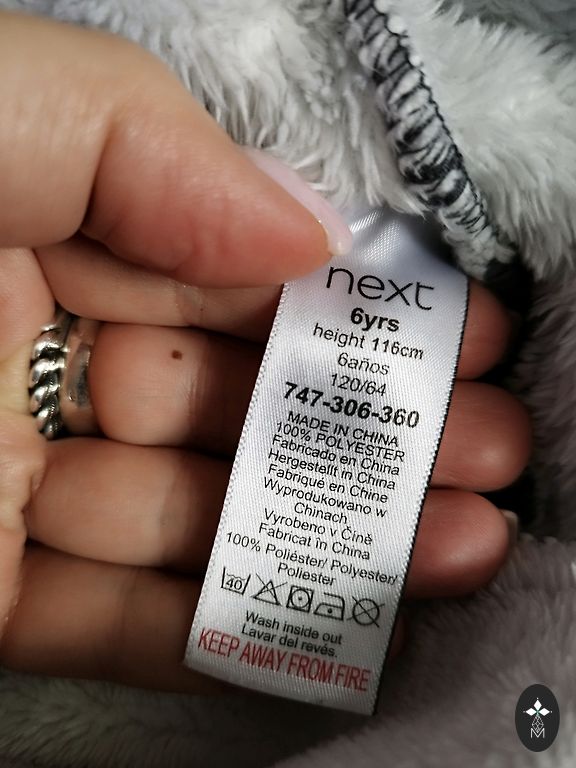 next
6yrs
height 116cm
6años
120/64
747-306-360
MADE IN CHINA
100% POLYESTER
Fabricado en China
Hergestellt in China
Fabriqué en Chine
Wyprodukowano w
Chinach
Vyrobeno v Číně
Fabricat în China
100% Poliéster/ Polyester/
Poliester
40
Wash inside out
Lavar del revés.
KEEP AWAY FROM FIRE
M